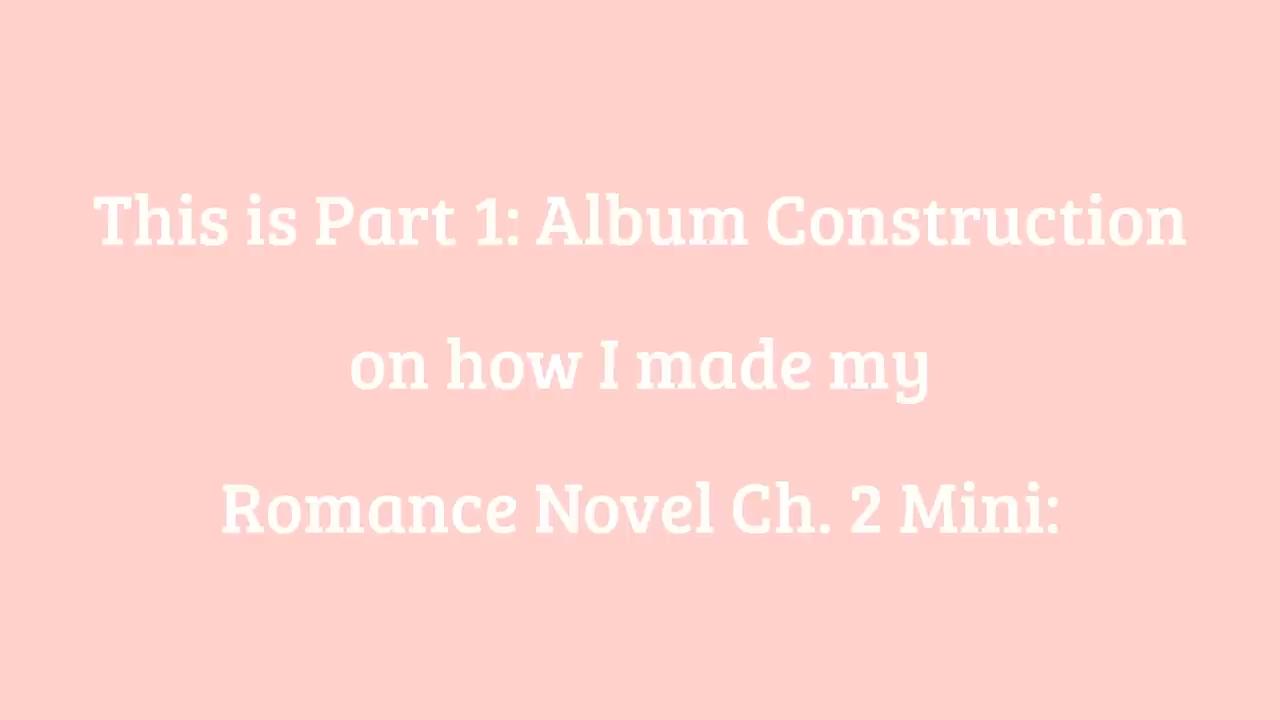 This is Part 1: Album Construction
on how I made my
Romance Novel Ch. 2 Mini: